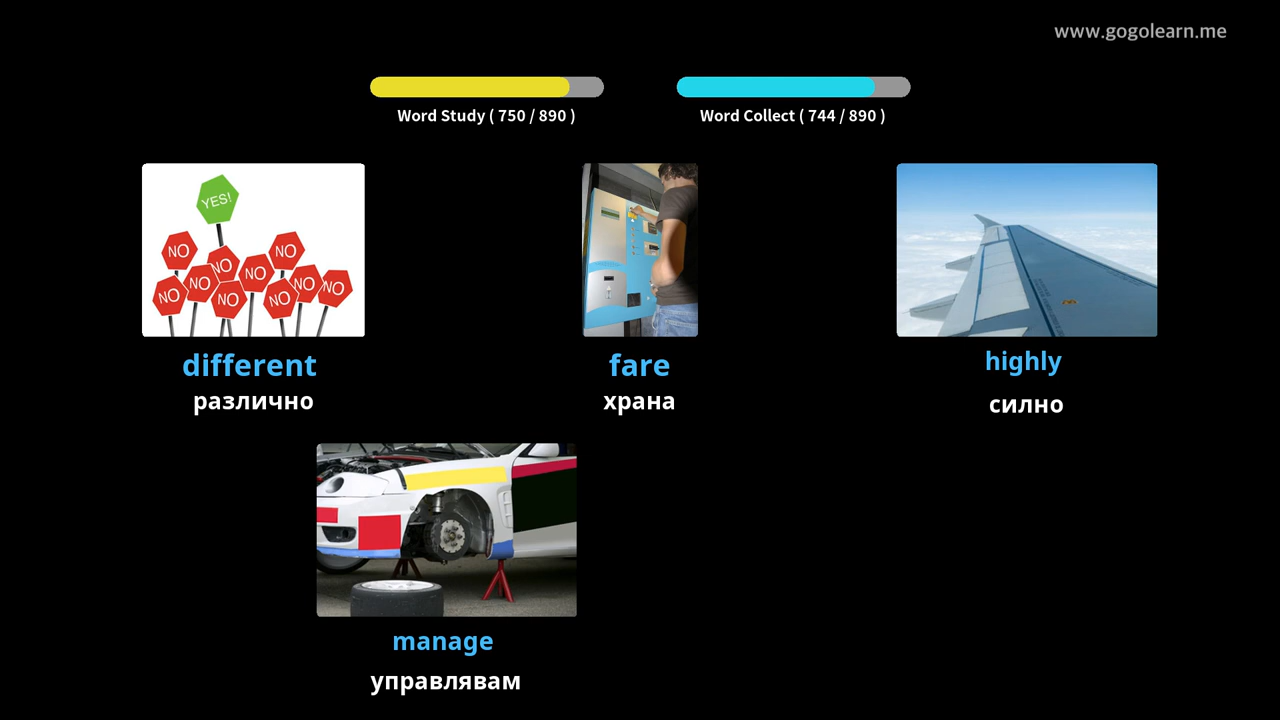 www.gogolearn.me
Word Study ( 750 / 890 )
Word Collect ( 744 / 890 )
YES!
NO
NO
NO
NO
NO
NO
NO
NO
NO
NO
different
fare
highly
различно
храна
силно
manage
управлявам